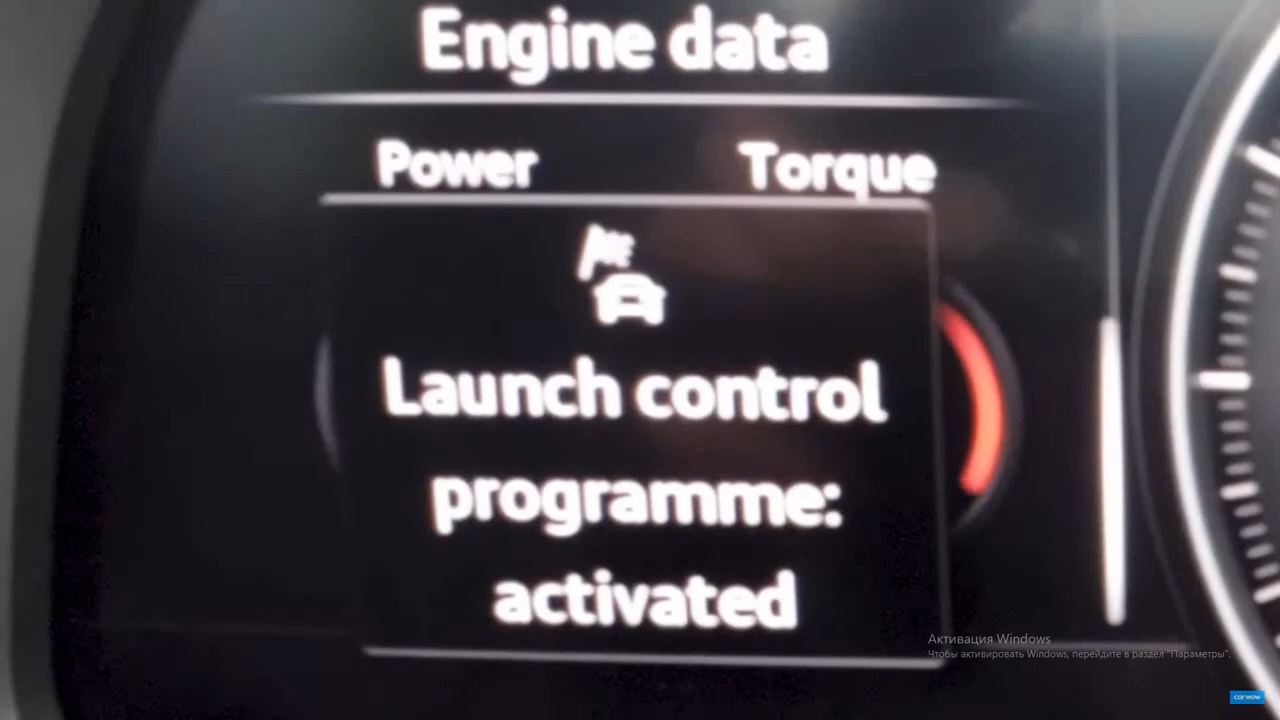 Engine data
Power Torque
Launch control
programme:
activated
Активация Windows
Чтобы активировать Windows, перейдите в раздел "Параметры".
carwow